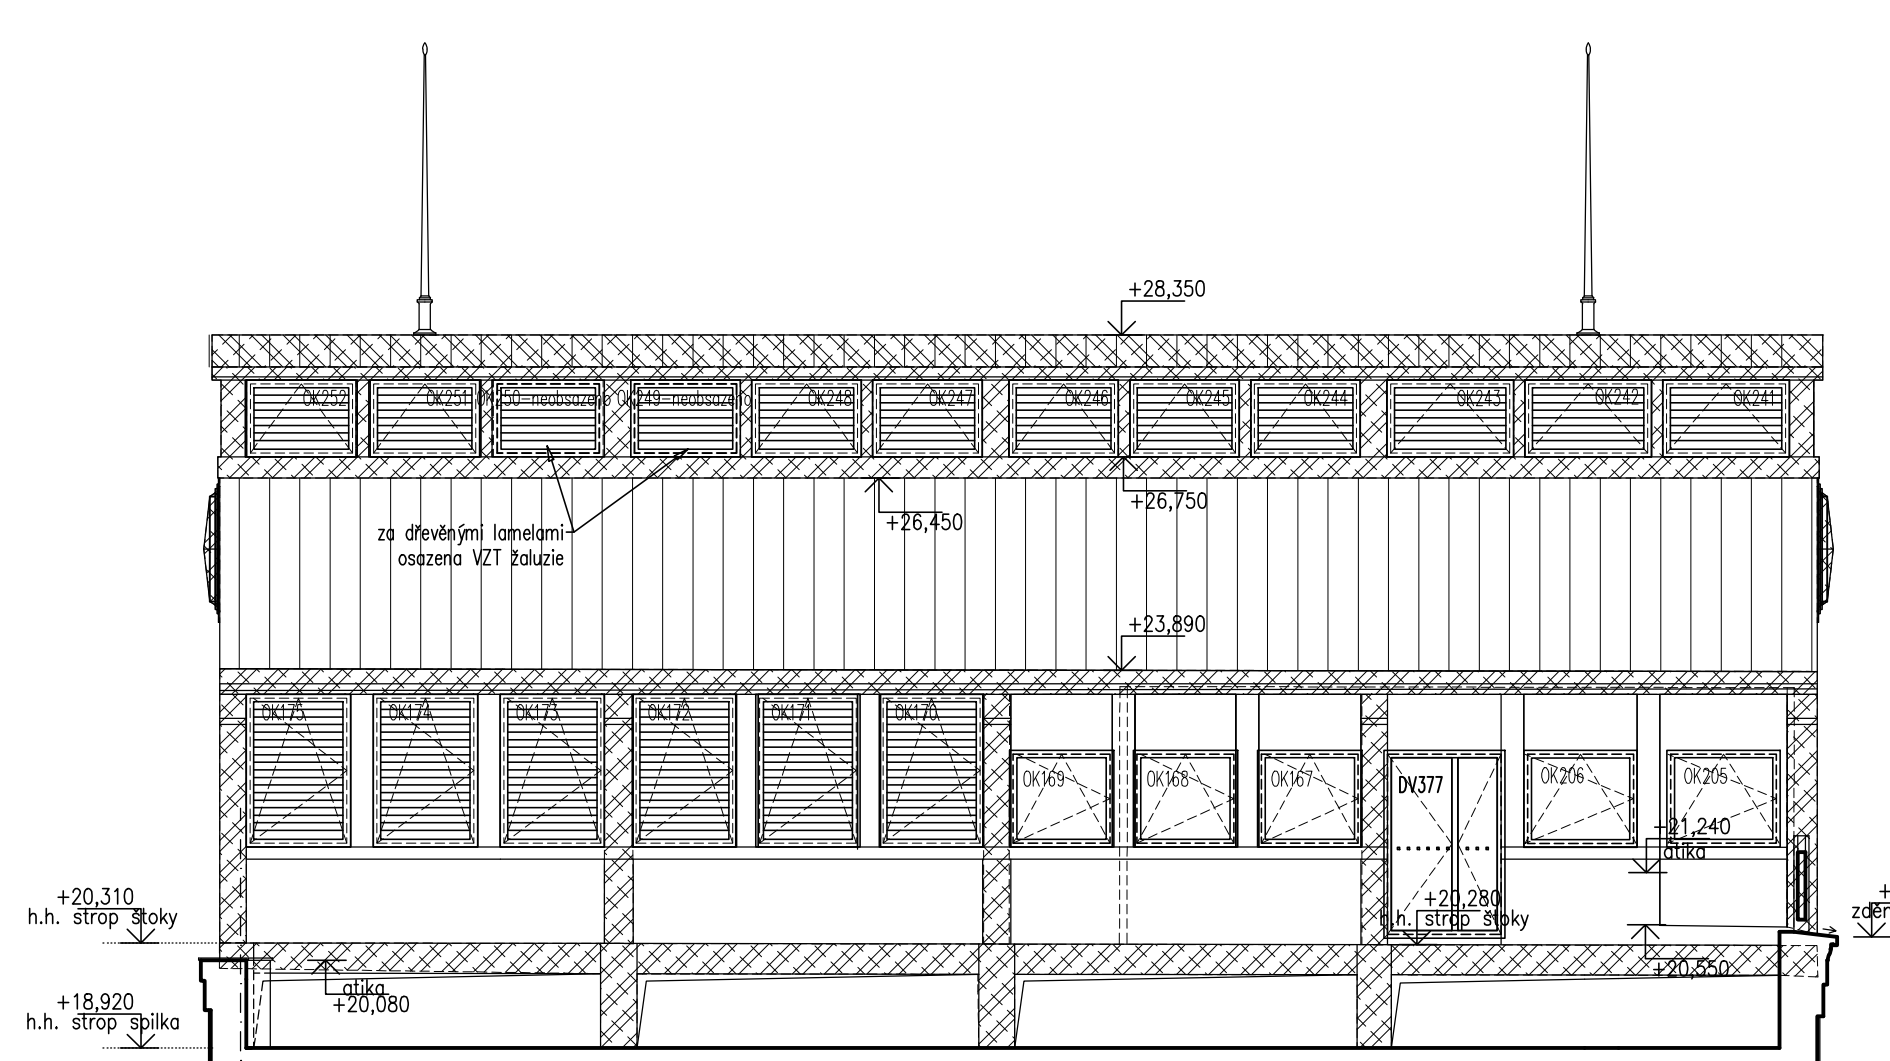 +28,350
OK252
OK251
OK250-neobsazeno
OK249-neobsazeno
OK248
OK247
OK246
OK245
OK244
OK243
OK242
OK241
+26,750
+26,450
za dřevěnými lamelami
osazena VZT žaluzie
+23,890
OK175
OK174
OK173
OK172
OK171
OK170
OK169
OK168
OK167
DV377
OK206
OK205
+21,240
atika
+20,310
h.h. strop štoky
+20,280
h.h. strop štoky
+20,550
atika
+20,080
+18,920
h.h. strop spilka